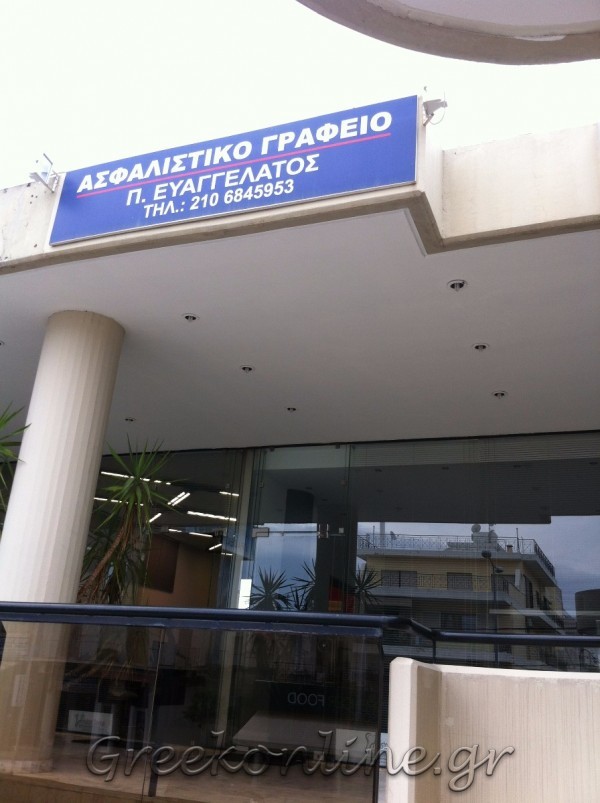 ΑΣΦΑΛΙΣΤΙΚΟ ΓΡΑΦΕΙΟ
Π. ΕΥΑΓΓΕΛΑΤΟΣ
ΤΗΛ.: 210 6845953
FOOD
Greekonline.gr